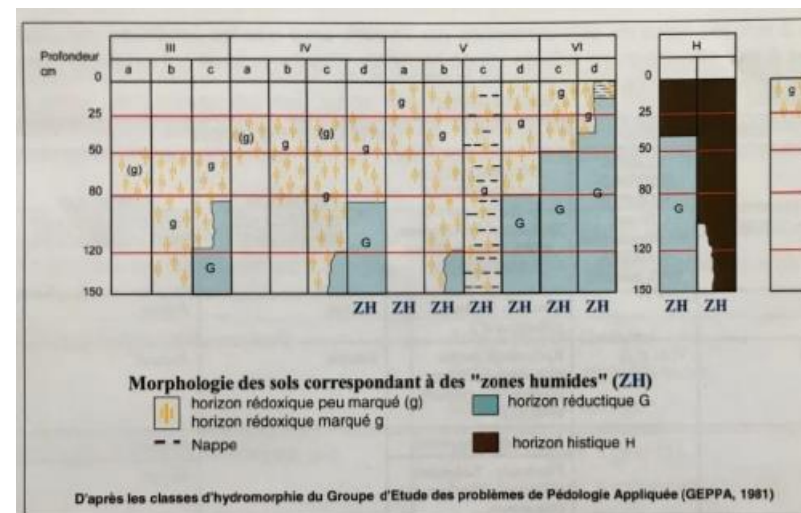 III IV V VI H
Profondeur
cm
a b c a b c d a b c d c d
0 0
25 25
50 50
80 80
120 120
150 150
g g g g
(g) g (g) g g g
(g) g g g G
g G G G
g G G
G
ZH ZH ZH ZH ZH ZH ZH ZH ZH
Morphologie des sols correspondant à des "zones humides" (ZH)
horizon rédoxique peu marqué (g) horizon réductique G
horizon rédoxique marqué g
Nappe horizon histique H
D'après les classes d'hydromorphie du Groupe d'Etude des problèmes de Pédologie Appliquée (GEPPA, 1981)